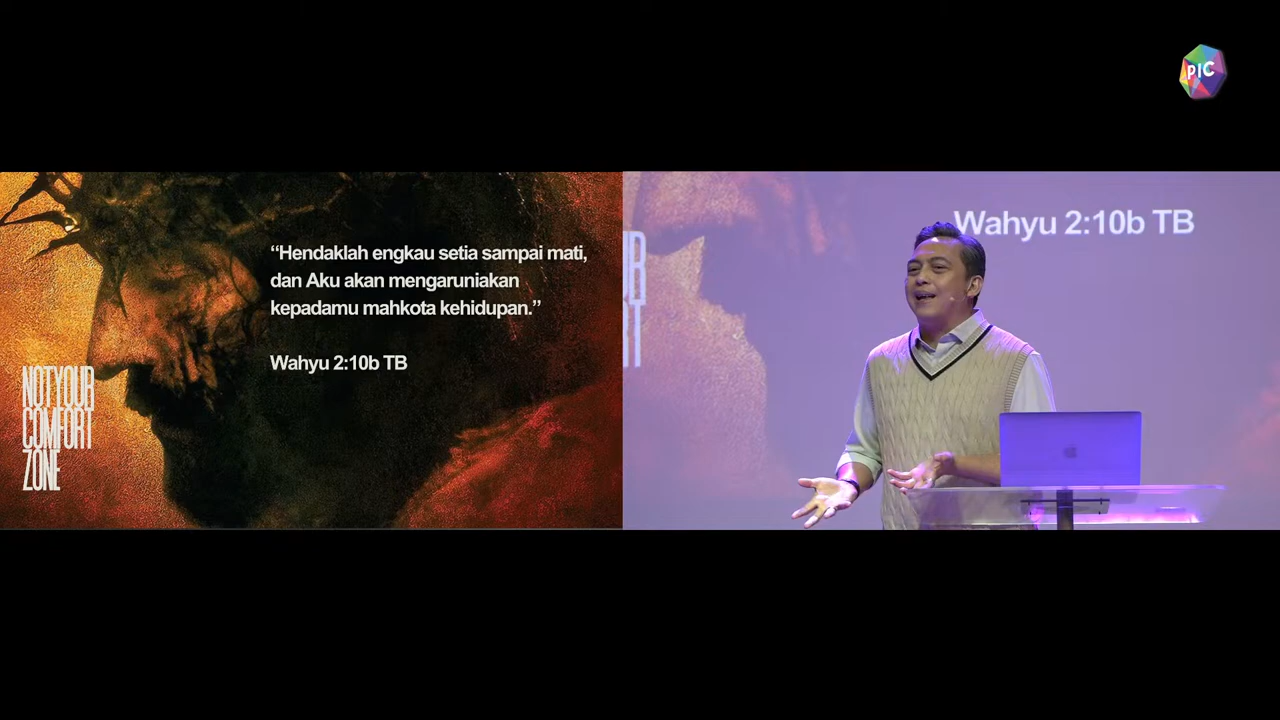 PIC
“Hendaklah engkau setia sampai mati,
dan Aku akan mengaruniakan
kepadamu mahkota kehidupan.”
Wahyu 2:10b TB
NOT YOUR
COMFORT
ZONE
Wahyu 2:10b TB